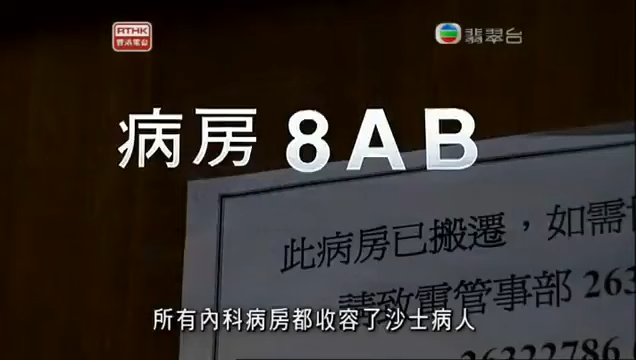 RTHK
香港電台
翡翠台
病房 8AB
此病房已搬遷，如需
請致電管事部 263
26322786
所有內科病房都收容了沙士病人